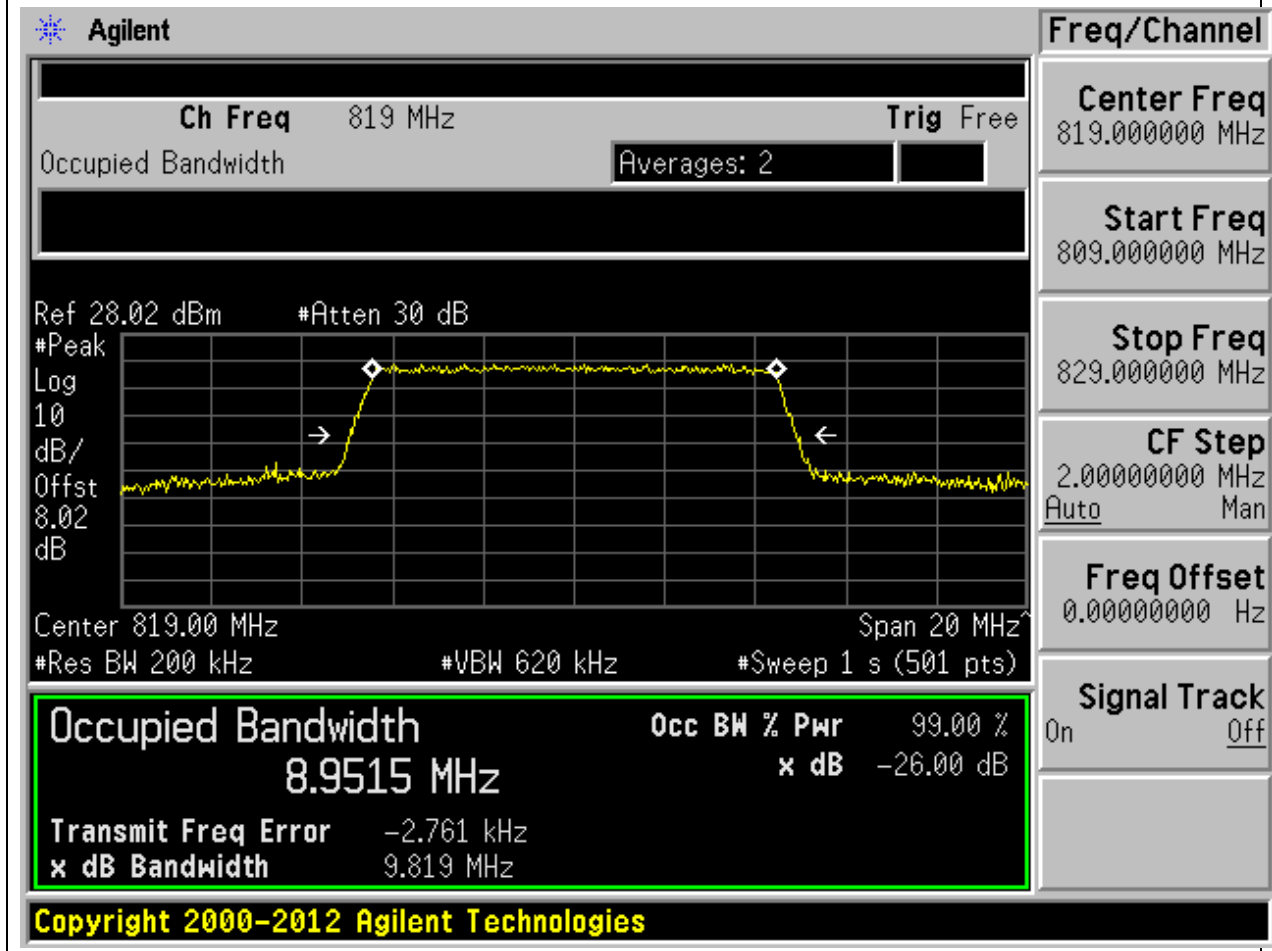 Agilent
Freq/Channel
Ch Freq 819 MHz Trig Free
Occupied Bandwidth Averages: 2
Center Freq
819.000000 MHz
Start Freq
809.000000 MHz
Stop Freq
829.000000 MHz
CF Step
2.00000000 MHz
Auto Man
Freq Offset
0.00000000 Hz
Signal Track
On Off
Ref 28.02 dBm #Atten 30 dB
#Peak
Log
10
dB/
Offst
8.02
dB
Center 819.00 MHz Span 20 MHz^
#Res BW 200 kHz #VBW 620 kHz #Sweep 1 s (501 pts)
Occupied Bandwidth Occ BW % Pwr 99.00 %
8.9515 MHz x dB -26.00 dB
Transmit Freq Error -2.761 kHz
x dB Bandwidth 9.819 MHz
Copyright 2000-2012 Agilent Technologies